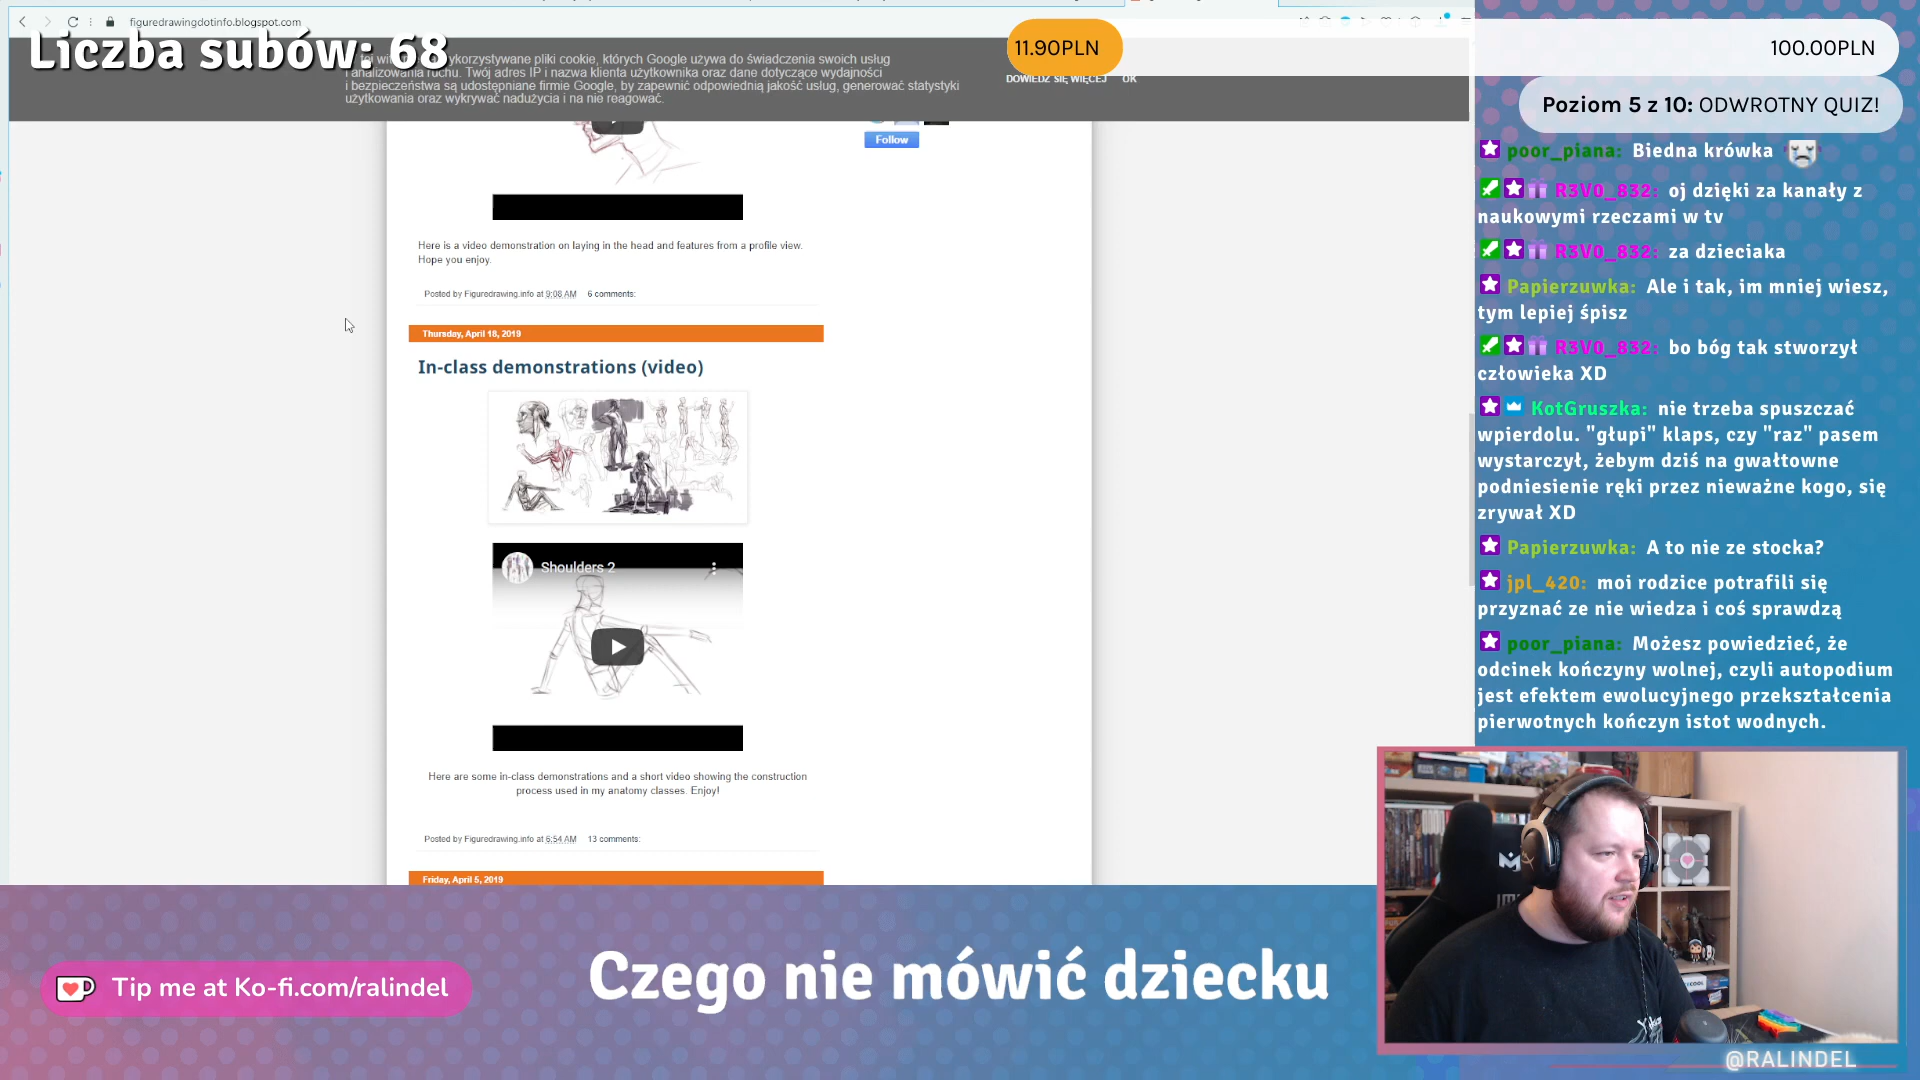 figuredrawingdotinfo.blogspot.com
Liczba subów: 68
wykorzystywane pliki cookie, których Google używa do świadczenia swoich usług
i analizowania ruchu. Twój adres IP i nazwa klienta użytkownika oraz dane dotyczące wydajności
i bezpieczeństwa są udostępniane firmie Google, by zapewnić odpowiednią jakość usług, generować statystyki
użytkowania oraz wykrywać nadużycia i na nie reagować.
DOWIEDZ SIĘ WIĘCEJ OK
11.90PLN
100.00PLN
Poziom 5 z 10: ODWROTNY QUIZ!
Follow
Here is a video demonstration on laying in the head and features from a profile view.
Hope you enjoy.
Posted by Figuredrawing.info at 9:08 AM 6 comments:
Thursday, April 18, 2019
In-class demonstrations (video)
Shoulders 2
Here are some in-class demonstrations and a short video showing the construction
process used in my anatomy classes. Enjoy!
Posted by Figuredrawing.info at 6:54 AM 13 comments:
Friday, April 5, 2019
poor_piana: Biedna krówka
R3V0_832: oj dzięki za kanały z
naukowymi rzeczami w tv
R3V0_832: za dzieciaka
Papierzuwka: Ale i tak, im mniej wiesz,
tym lepiej śpisz
R3V0_832: bo bóg tak stworzył
człowieka XD
KotGruszka: nie trzeba spuszczać
wpierdolu. "głupi" klaps, czy "raz" pasem
wystarczył, żebym dziś na gwałtowne
podniesienie ręki przez nieważne kogo, się
zrywał XD
Papierzuwka: A to nie ze stocka?
jpl_420: moi rodzice potrafili się
przyznać ze nie wiedza i coś sprawdzą
poor_piana: Możesz powiedzieć, że
odcinek kończyny wolnej, czyli autopodium
jest efektem ewolucyjnego przekształcenia
pierwotnych kończyn istot wodnych.
Tip me at Ko-fi.com/ralindel
Czego nie mówić dziecku
@RALINDEL